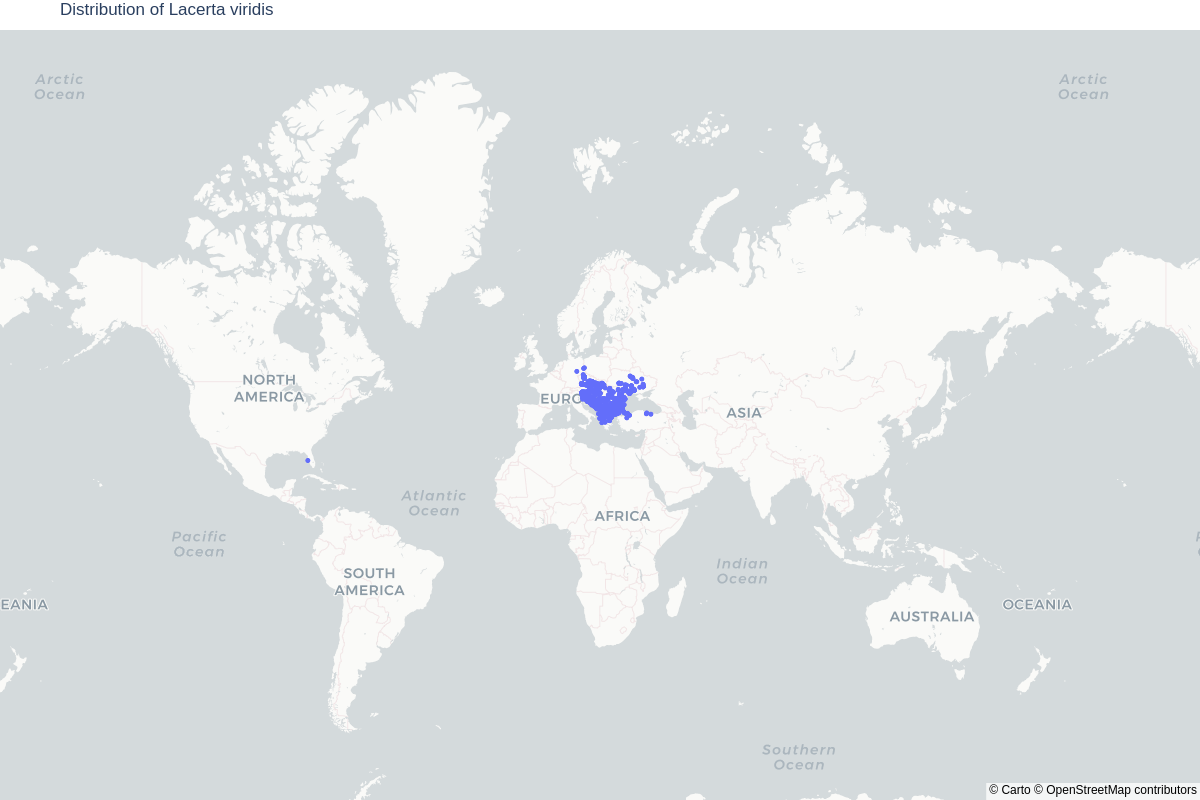 Distribution of Lacerta viridis
Arctic
Ocean
Arctic
Ocean
NORTH
AMERICA
EURO
ASIA
Atlantic
Ocean
AFRICA
Pacific
Ocean
Indian
Ocean
SOUTH
AMERICA
EANIA
OCEANIA
AUSTRALIA
Southern
Ocean
© Carto © OpenStreetMap contributors